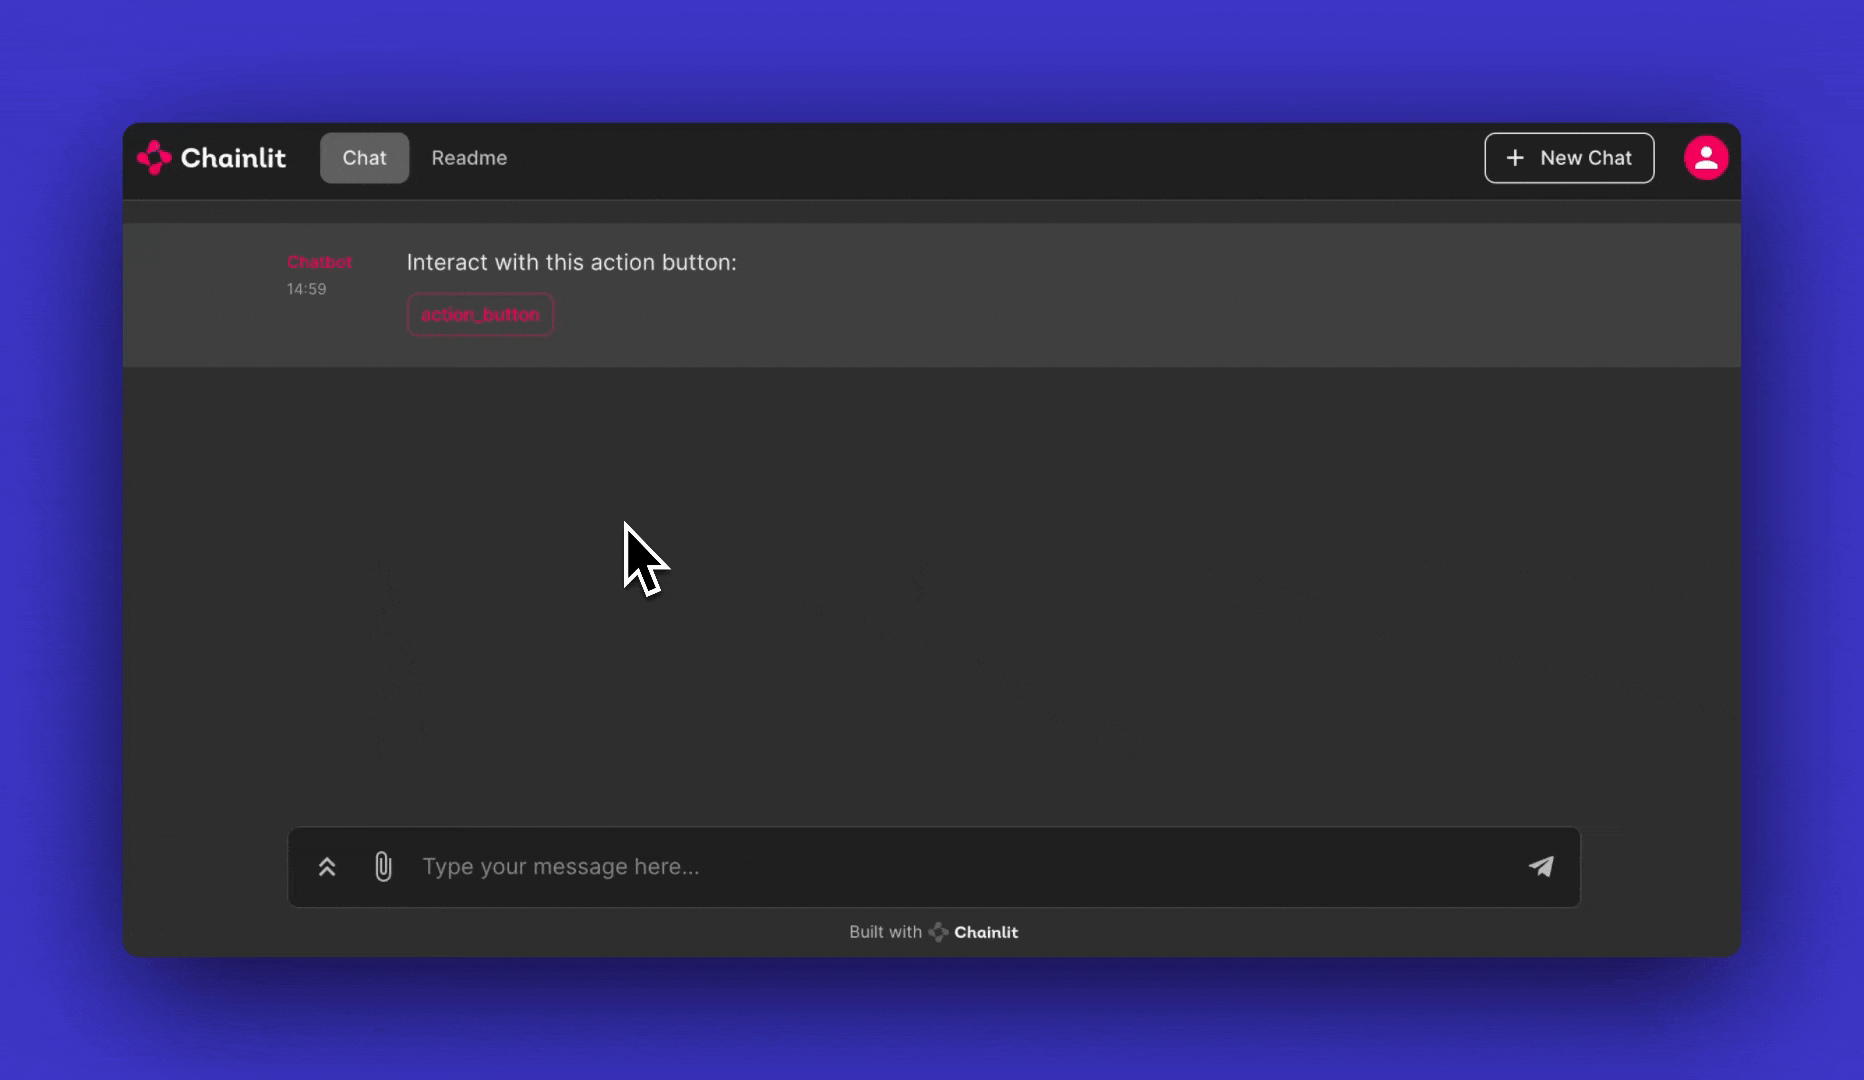 Chainlit
Chat
Readme
+ New Chat
Chatbot
14:59
Interact with this action button:
action_button
Type your message here...
Built with Chainlit